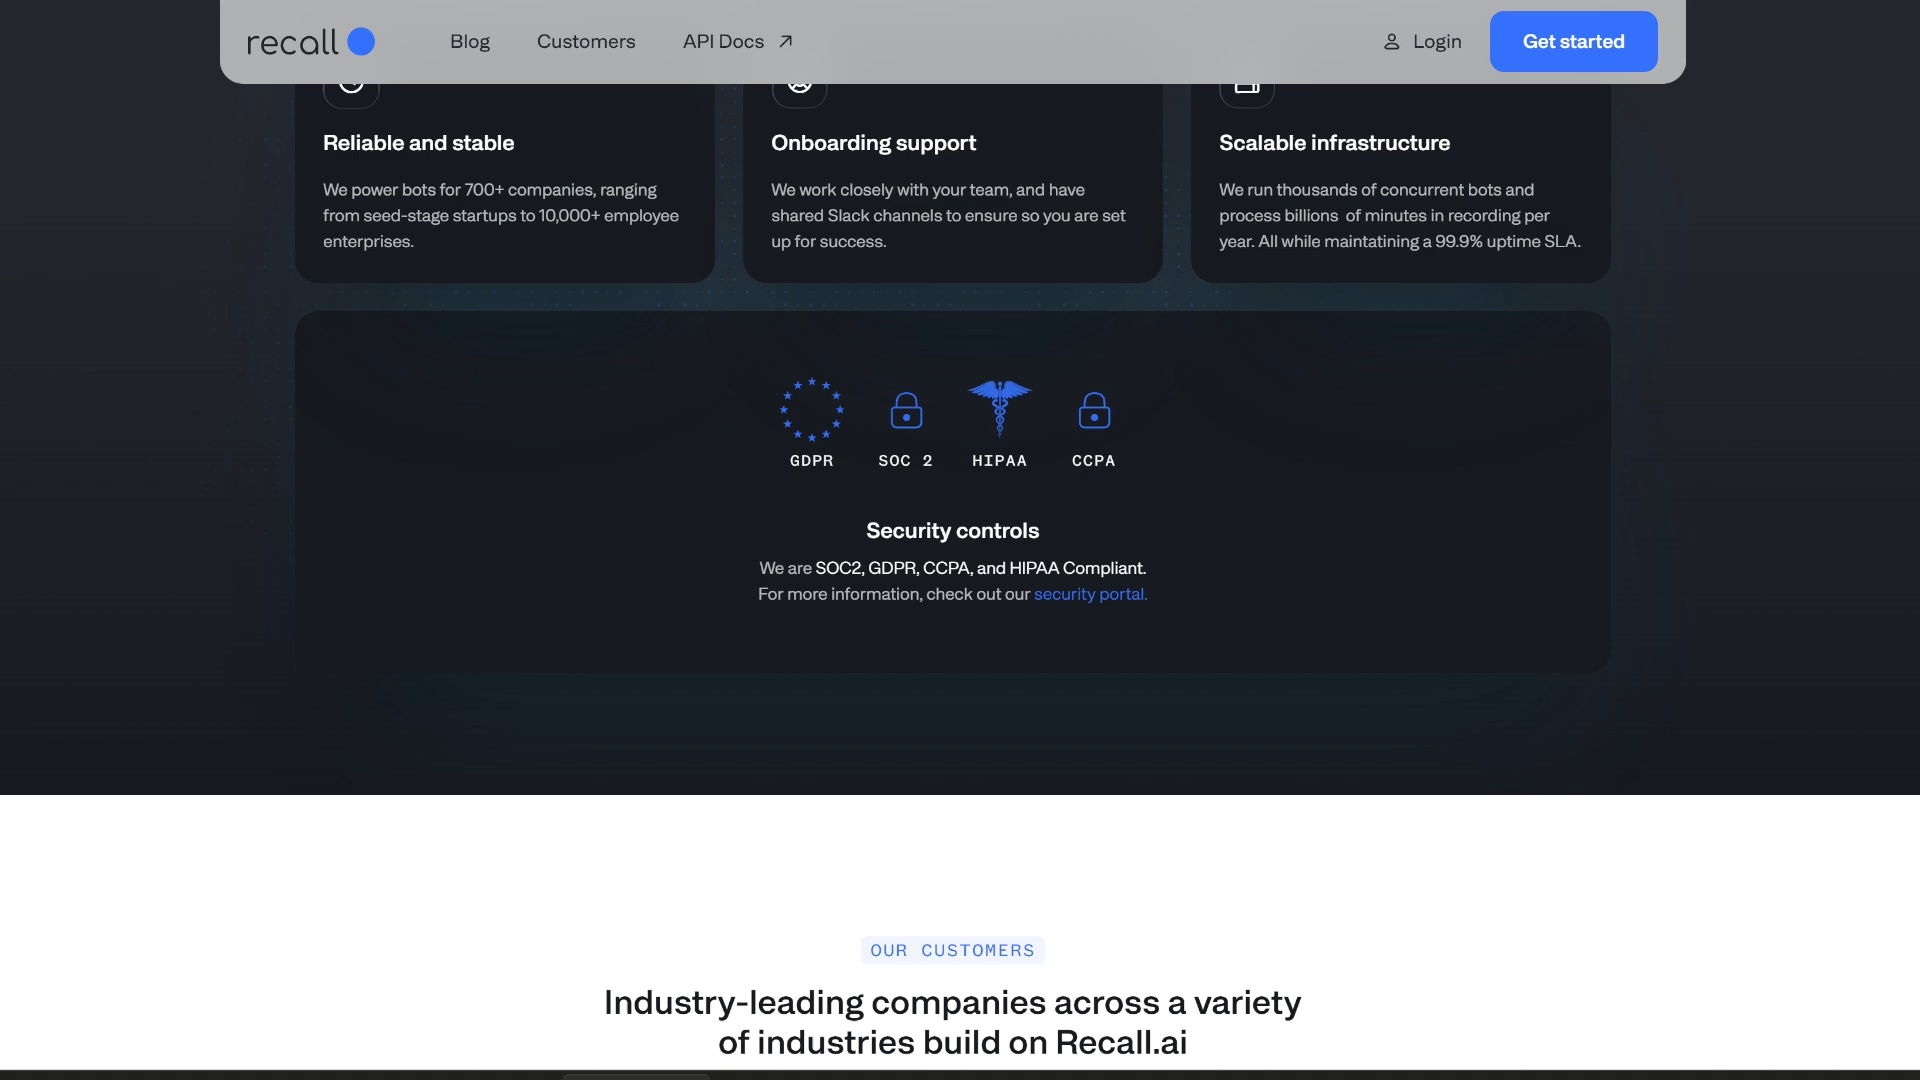 recall
Blog
Customers
API Docs
Login
Get started
Reliable and stable
We power bots for 700+ companies, ranging
from seed-stage startups to 10,000+ employee
enterprises.
Onboarding support
We work closely with your team, and have
shared Slack channels to ensure so you are set
up for success.
Scalable infrastructure
We run thousands of concurrent bots and
process billions of minutes in recording per
year. All while maintatining a 99.9% uptime SLA.
GDPR
SOC 2
HIPAA
CCPA
Security controls
We are SOC2, GDPR, CCPA, and HIPAA Compliant.
For more information, check out our security portal.
OUR CUSTOMERS
Industry-leading companies across a variety
of industries build on Recall.ai